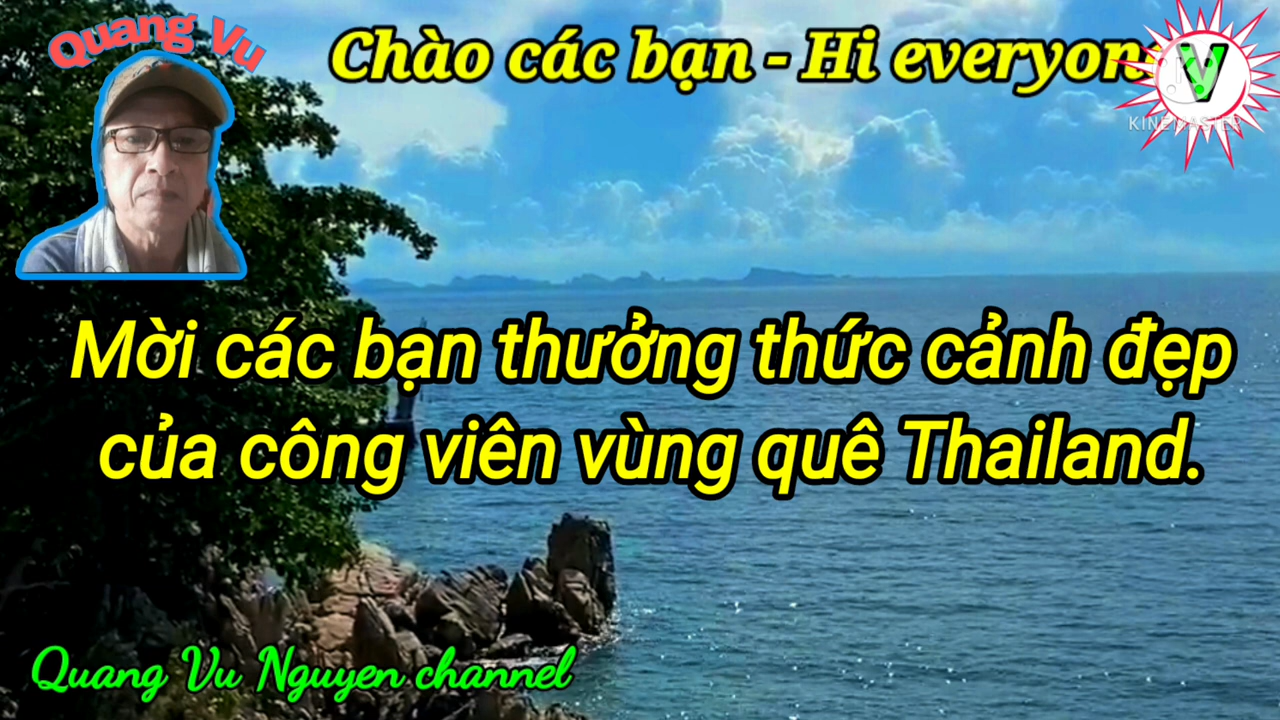 Quang Vu
Chào các bạn - Hi everyone
V
KINEMASTER
Mời các bạn thưởng thức cảnh đẹp
của công viên vùng quê Thailand.
Quang Vu Nguyen channel